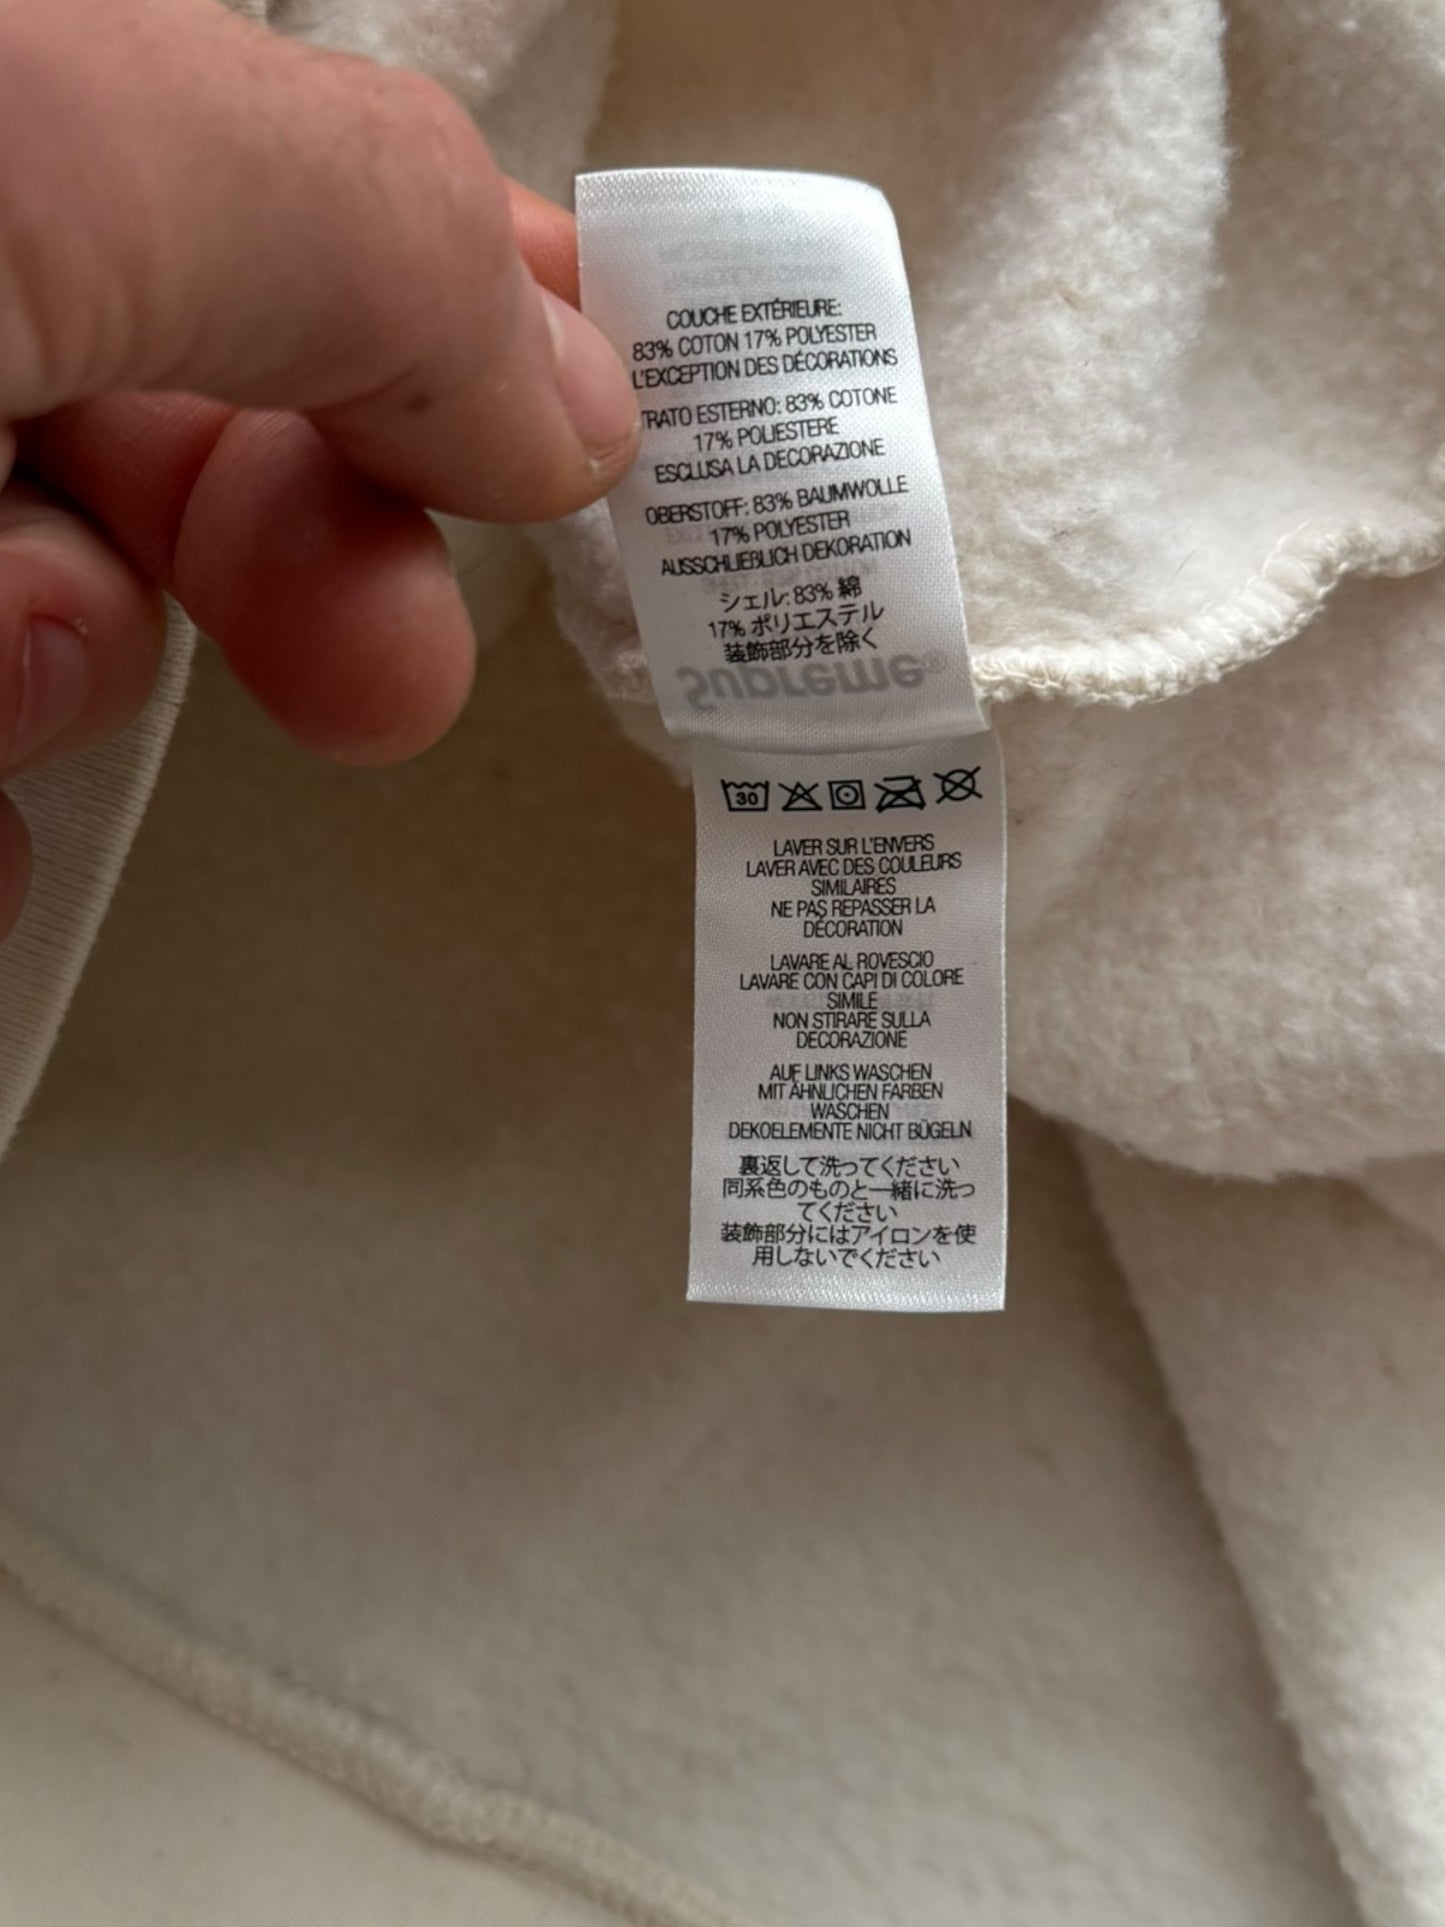 COUCHE EXTÉRIEURE:
83% COTON 17% POLYESTER
L'EXCEPTION DES DÉCORATIONS
TRATO ESTERNO: 83% COTONE
17% POLIESTERE
ESCLUSA LA DECORAZIONE
OBERSTOFF: 83% BAUMWOLLE
17% POLYESTER
AUSSCHLIEBLICH DEKORATION
シェル: 83% 綿
17% ポリエステル
装飾部分を除く
Supreme®
30
LAVER SUR L'ENVERS
LAVER AVEC DES COULEURS
SIMILAIRES
NE PAS REPASSER LA
DÉCORATION
LAVARE AL ROVESCIO
LAVARE CON CAPI DI COLORE
SIMILE
NON STIRARE SULLA
DECORAZIONE
AUF LINKS WASCHEN
MIT ÄHNLICHEN FARBEN
WASCHEN
DEKOELEMENTE NICHT BÜGELN
裏返して洗ってください
同系色のものと一緒に洗っ
てください
装飾部分にはアイロンを使
用しないでください